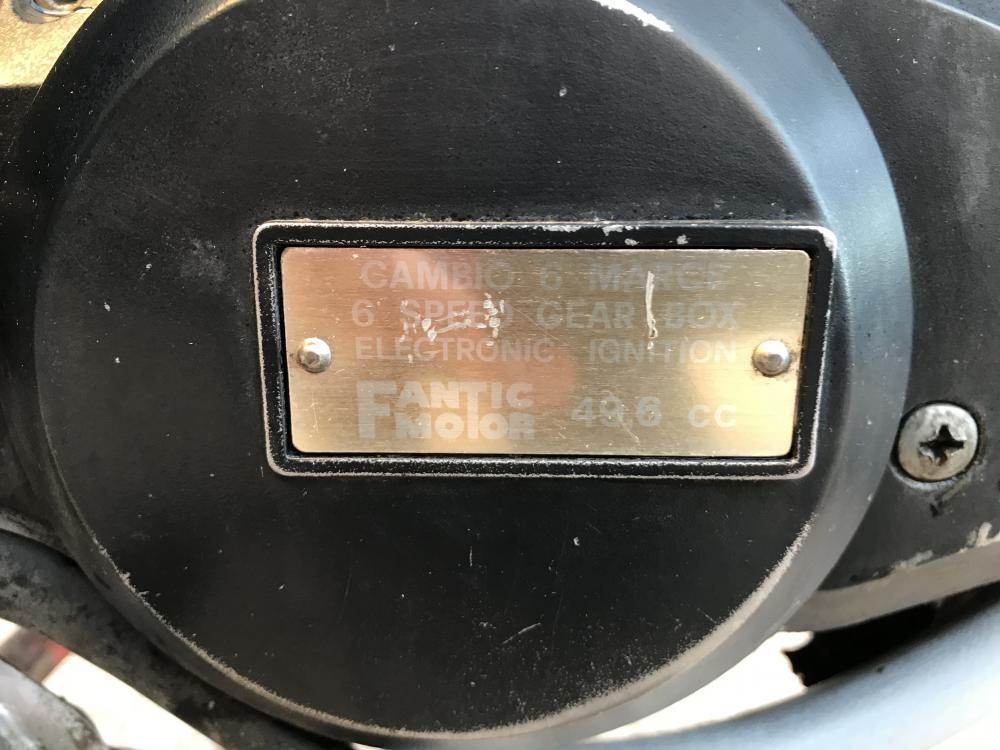 CAMBIO 6 MARCE
6 SPEED GEAR BOX
ELECTRONIC IGNITION
FANTIC MOTOR 49,6 CC